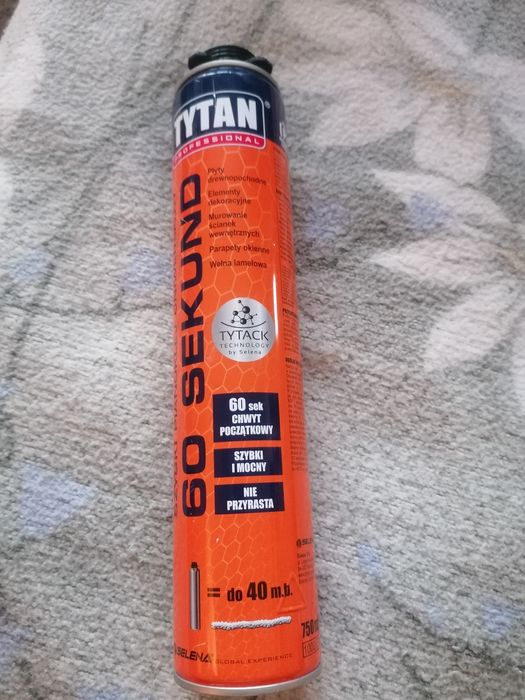 TYTAN
PROFESSIONAL
60 SEKUND
Płyty
drewnopochodne
Elementy
dekoracyjne
Murowanie
ścianek
wewnętrznych
Parapety okienne
Wełna lamelowa
TYTACK
TECHNOLOGY
by Selena
60 sek
CHWYT
POCZĄTKOWY
SZYBKI
I MOCNY
NIE
PRZYRASTA
= do 40 m.b.
SELENA
GLOBAL EXPERIENCE
SELENA
750